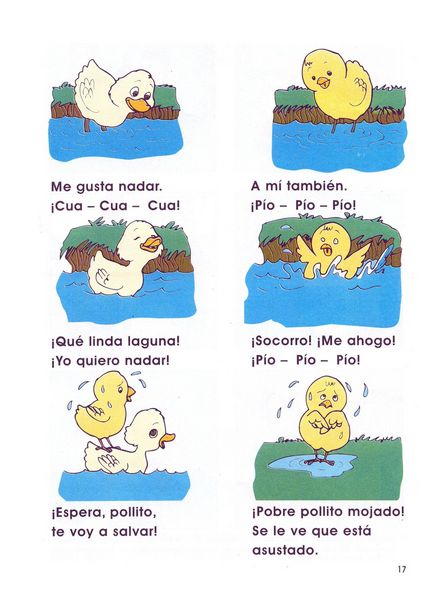 Me gusta nadar.
¡Cua – Cua – Cua!
A mí también.
¡Pío – Pío – Pío!
¡Qué linda laguna!
¡Yo quiero nadar!
¡Socorro! ¡Me ahogo!
¡Pío – Pío – Pío!
¡Espera, pollito,
te voy a salvar!
¡Pobre pollito mojado!
Se le ve que está
asustado.
17